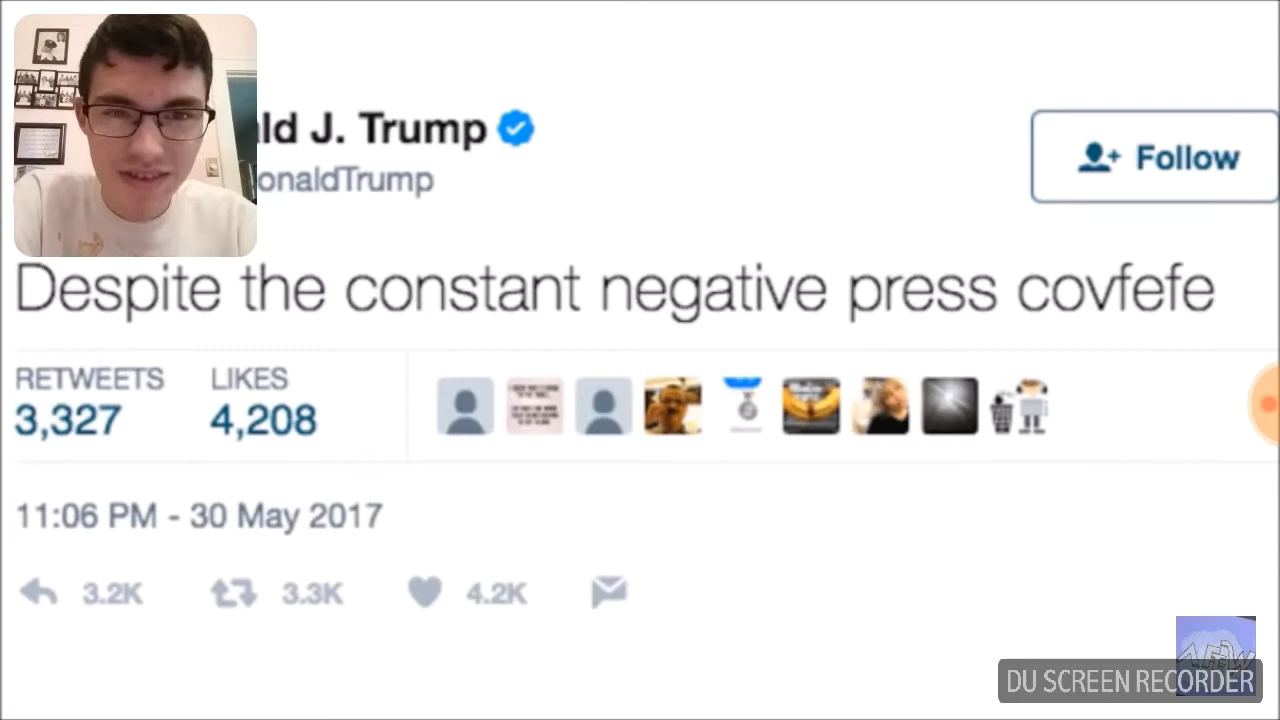 ld J. Trump
Follow
onaldTrump
Despite the constant negative press covfefe
RETWEETS LIKES
3,327 4,208
11:06 PM - 30 May 2017
3.2K 3.3K 4.2K
DU SCREEN RECORDER